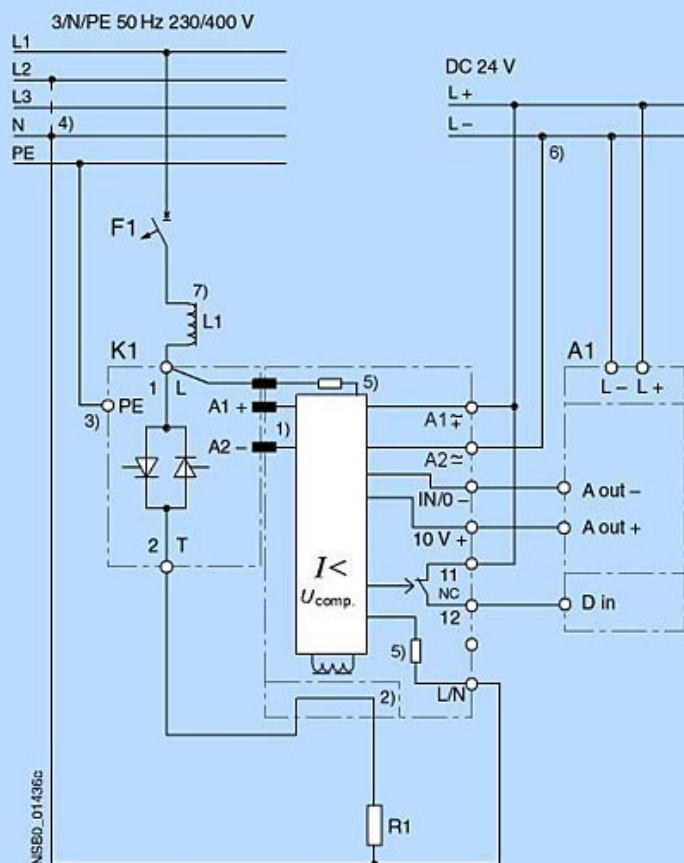 3/N/PE 50 Hz 230/400 V
L1
L2
L3
N
4)
PE
DC 24 V
L +
L –
6)
F1
7)
L1
K1
A1
1
L
5)
L –
L +
3)
PE
A1 +
1)
A1 ≂
+
A2 –
A2 ≃
IN/0 –
A out –
10 V +
A out +
2
T
I<
U comp.
11
NC
12
D in
5)
2)
L/N
NSB0_01436c
R1